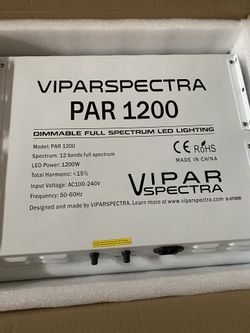 VIPARSPECTRA
PAR 1200
DIMMABLE FULL SPECTRUM LED LIGHTING
Model: PAR 1200
Spectrum: 12 bands full spectrum
LED Power: 1200W
Total Harmonic: <15%
Input Voltage: AC100-240V
Frequency: 50-60Hz
CE RoHS
MADE IN CHINA
VIPAR
SPECTRA
Designed and made by VIPARSPECTRA. Learn more at www.viparspectra.com